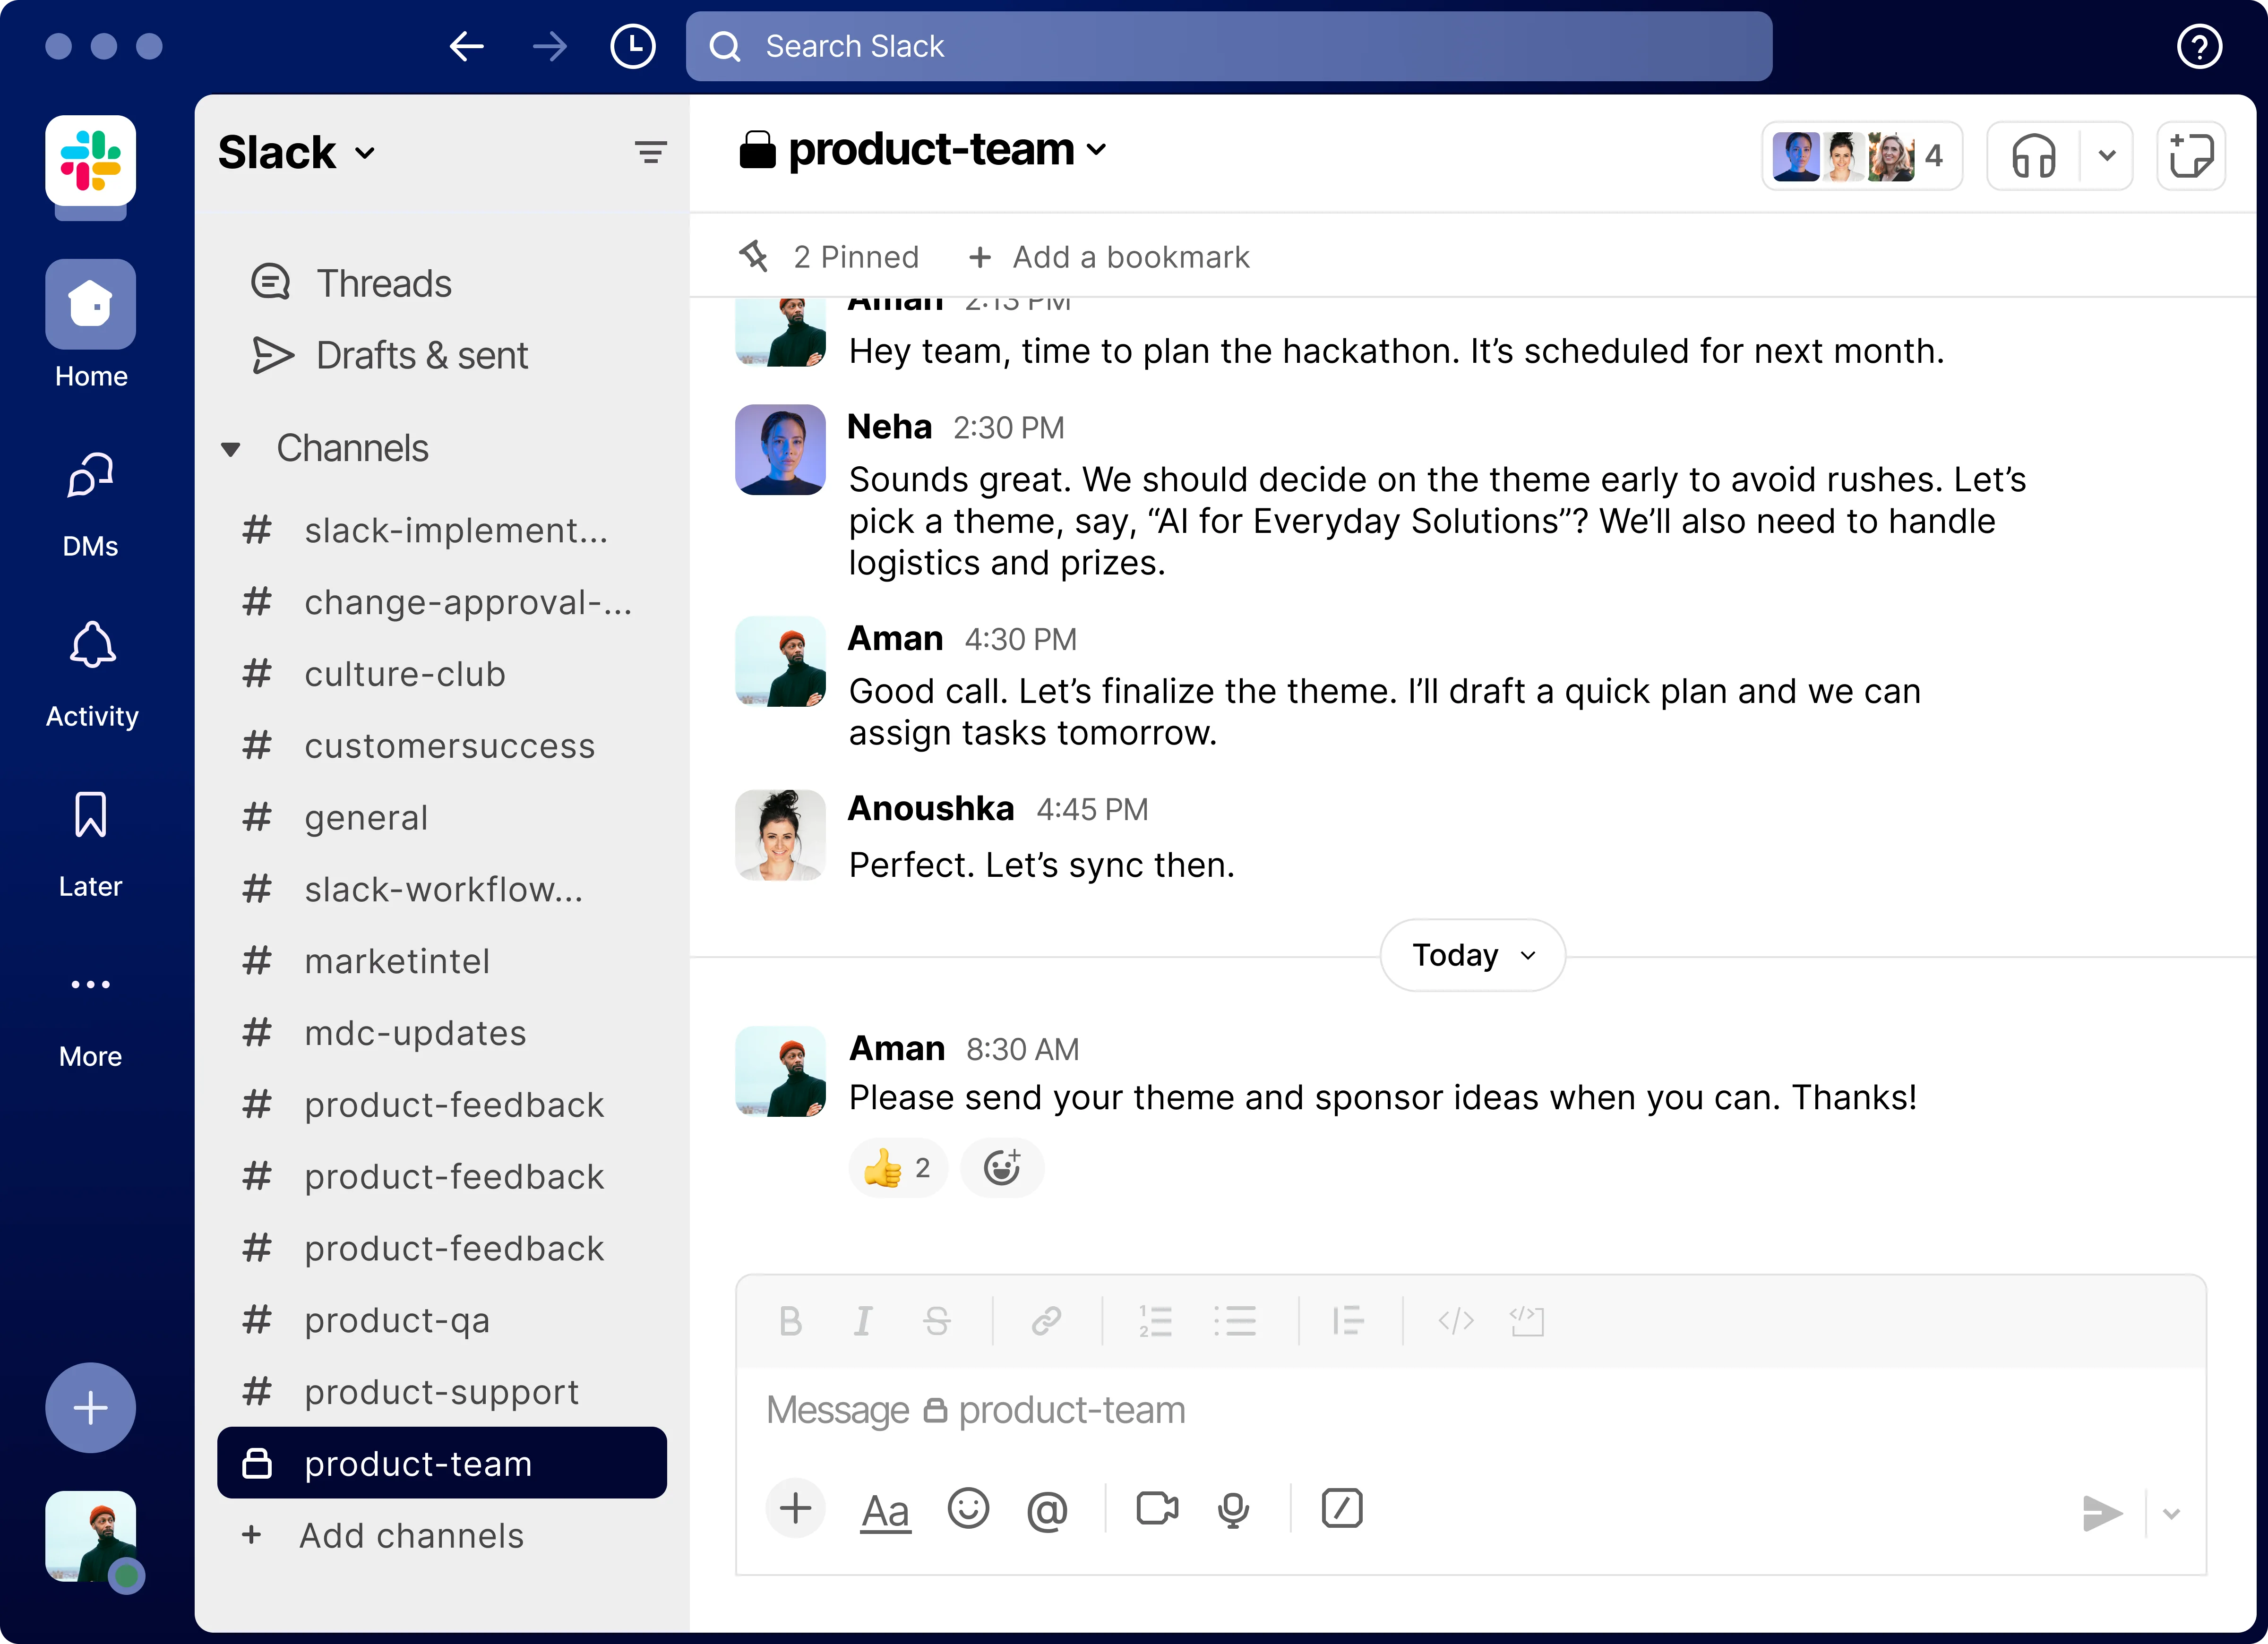 Search Slack
Slack
product-team
4
2 Pinned
+ Add a bookmark
Home
DMs
Activity
Later
More
Threads
Drafts & sent
Channels
# slack-implement...
# change-approval-...
# culture-club
# customersuccess
# general
# slack-workflow...
# marketintel
# mdc-updates
# product-feedback
# product-feedback
# product-feedback
# product-qa
# product-support
product-team
+ Add channels
Aman 2:13 PM
Hey team, time to plan the hackathon. It’s scheduled for next month.
Neha 2:30 PM
Sounds great. We should decide on the theme early to avoid rushes. Let’s
pick a theme, say, “AI for Everyday Solutions”? We’ll also need to handle
logistics and prizes.
Aman 4:30 PM
Good call. Let’s finalize the theme. I’ll draft a quick plan and we can
assign tasks tomorrow.
Anoushka 4:45 PM
Perfect. Let’s sync then.
Today
Aman 8:30 AM
Please send your theme and sponsor ideas when you can. Thanks!
👍 2
B I S
Message product-team
+ Aa @